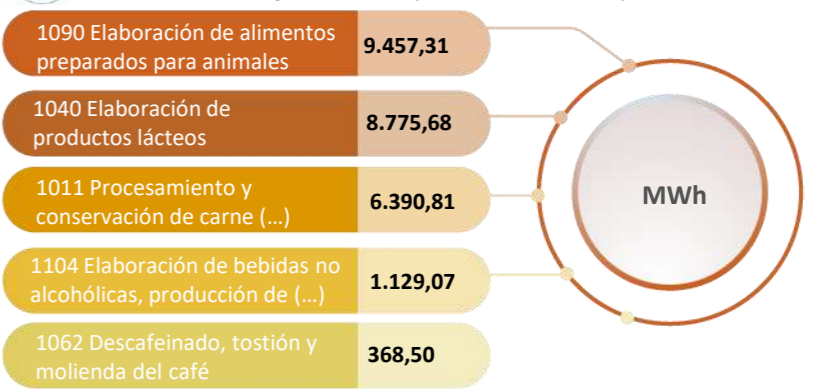 1090 Elaboración de alimentos
preparados para animales
9.457,31
1040 Elaboración de
productos lácteos
8.775,68
1011 Procesamiento y
conservación de carne (...)
6.390,81
1104 Elaboración de bebidas no
alcohólicas, producción de (...)
1.129,07
1062 Descafeinado, tostión y
molienda del café
368,50
MWh